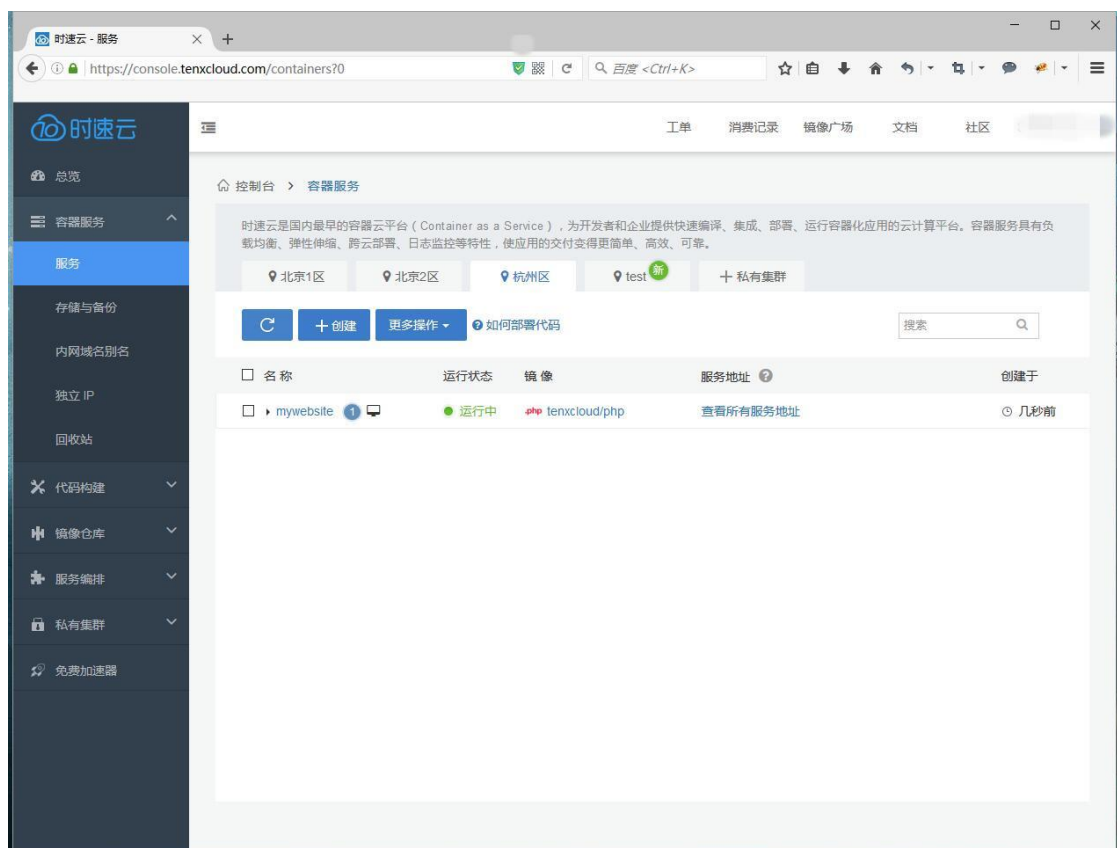 时速云 - 服务
https://console.tenxcloud.com/containers?0
百度 <Ctrl+K>
时速云
工单 消费记录 镜像广场 文档 社区
总览
控制台 > 容器服务
容器服务
时速云是国内最早的容器云平台 ( Container as a Service ) , 为开发者和企业提供快速编译、集成、部署、运行容器化应用的云计算平台。容器服务具有负
载均衡、弹性伸缩、跨云部署、日志监控等特性 , 使应用的交付变得更简单、高效、可靠。
服务
北京1区 北京2区 杭州区 test 新 十 私有集群
存储与备份
十创建 更多操作 如何部署代码 搜索
内网域名别名
名称 运行状态 镜像 服务地址 创建于
独立 IP
mywebsite 1 运行中 php tenxcloud/php 查看所有服务地址 几秒前
回收站
代码构建
镜像仓库
服务编排
私有集群
免费加速器